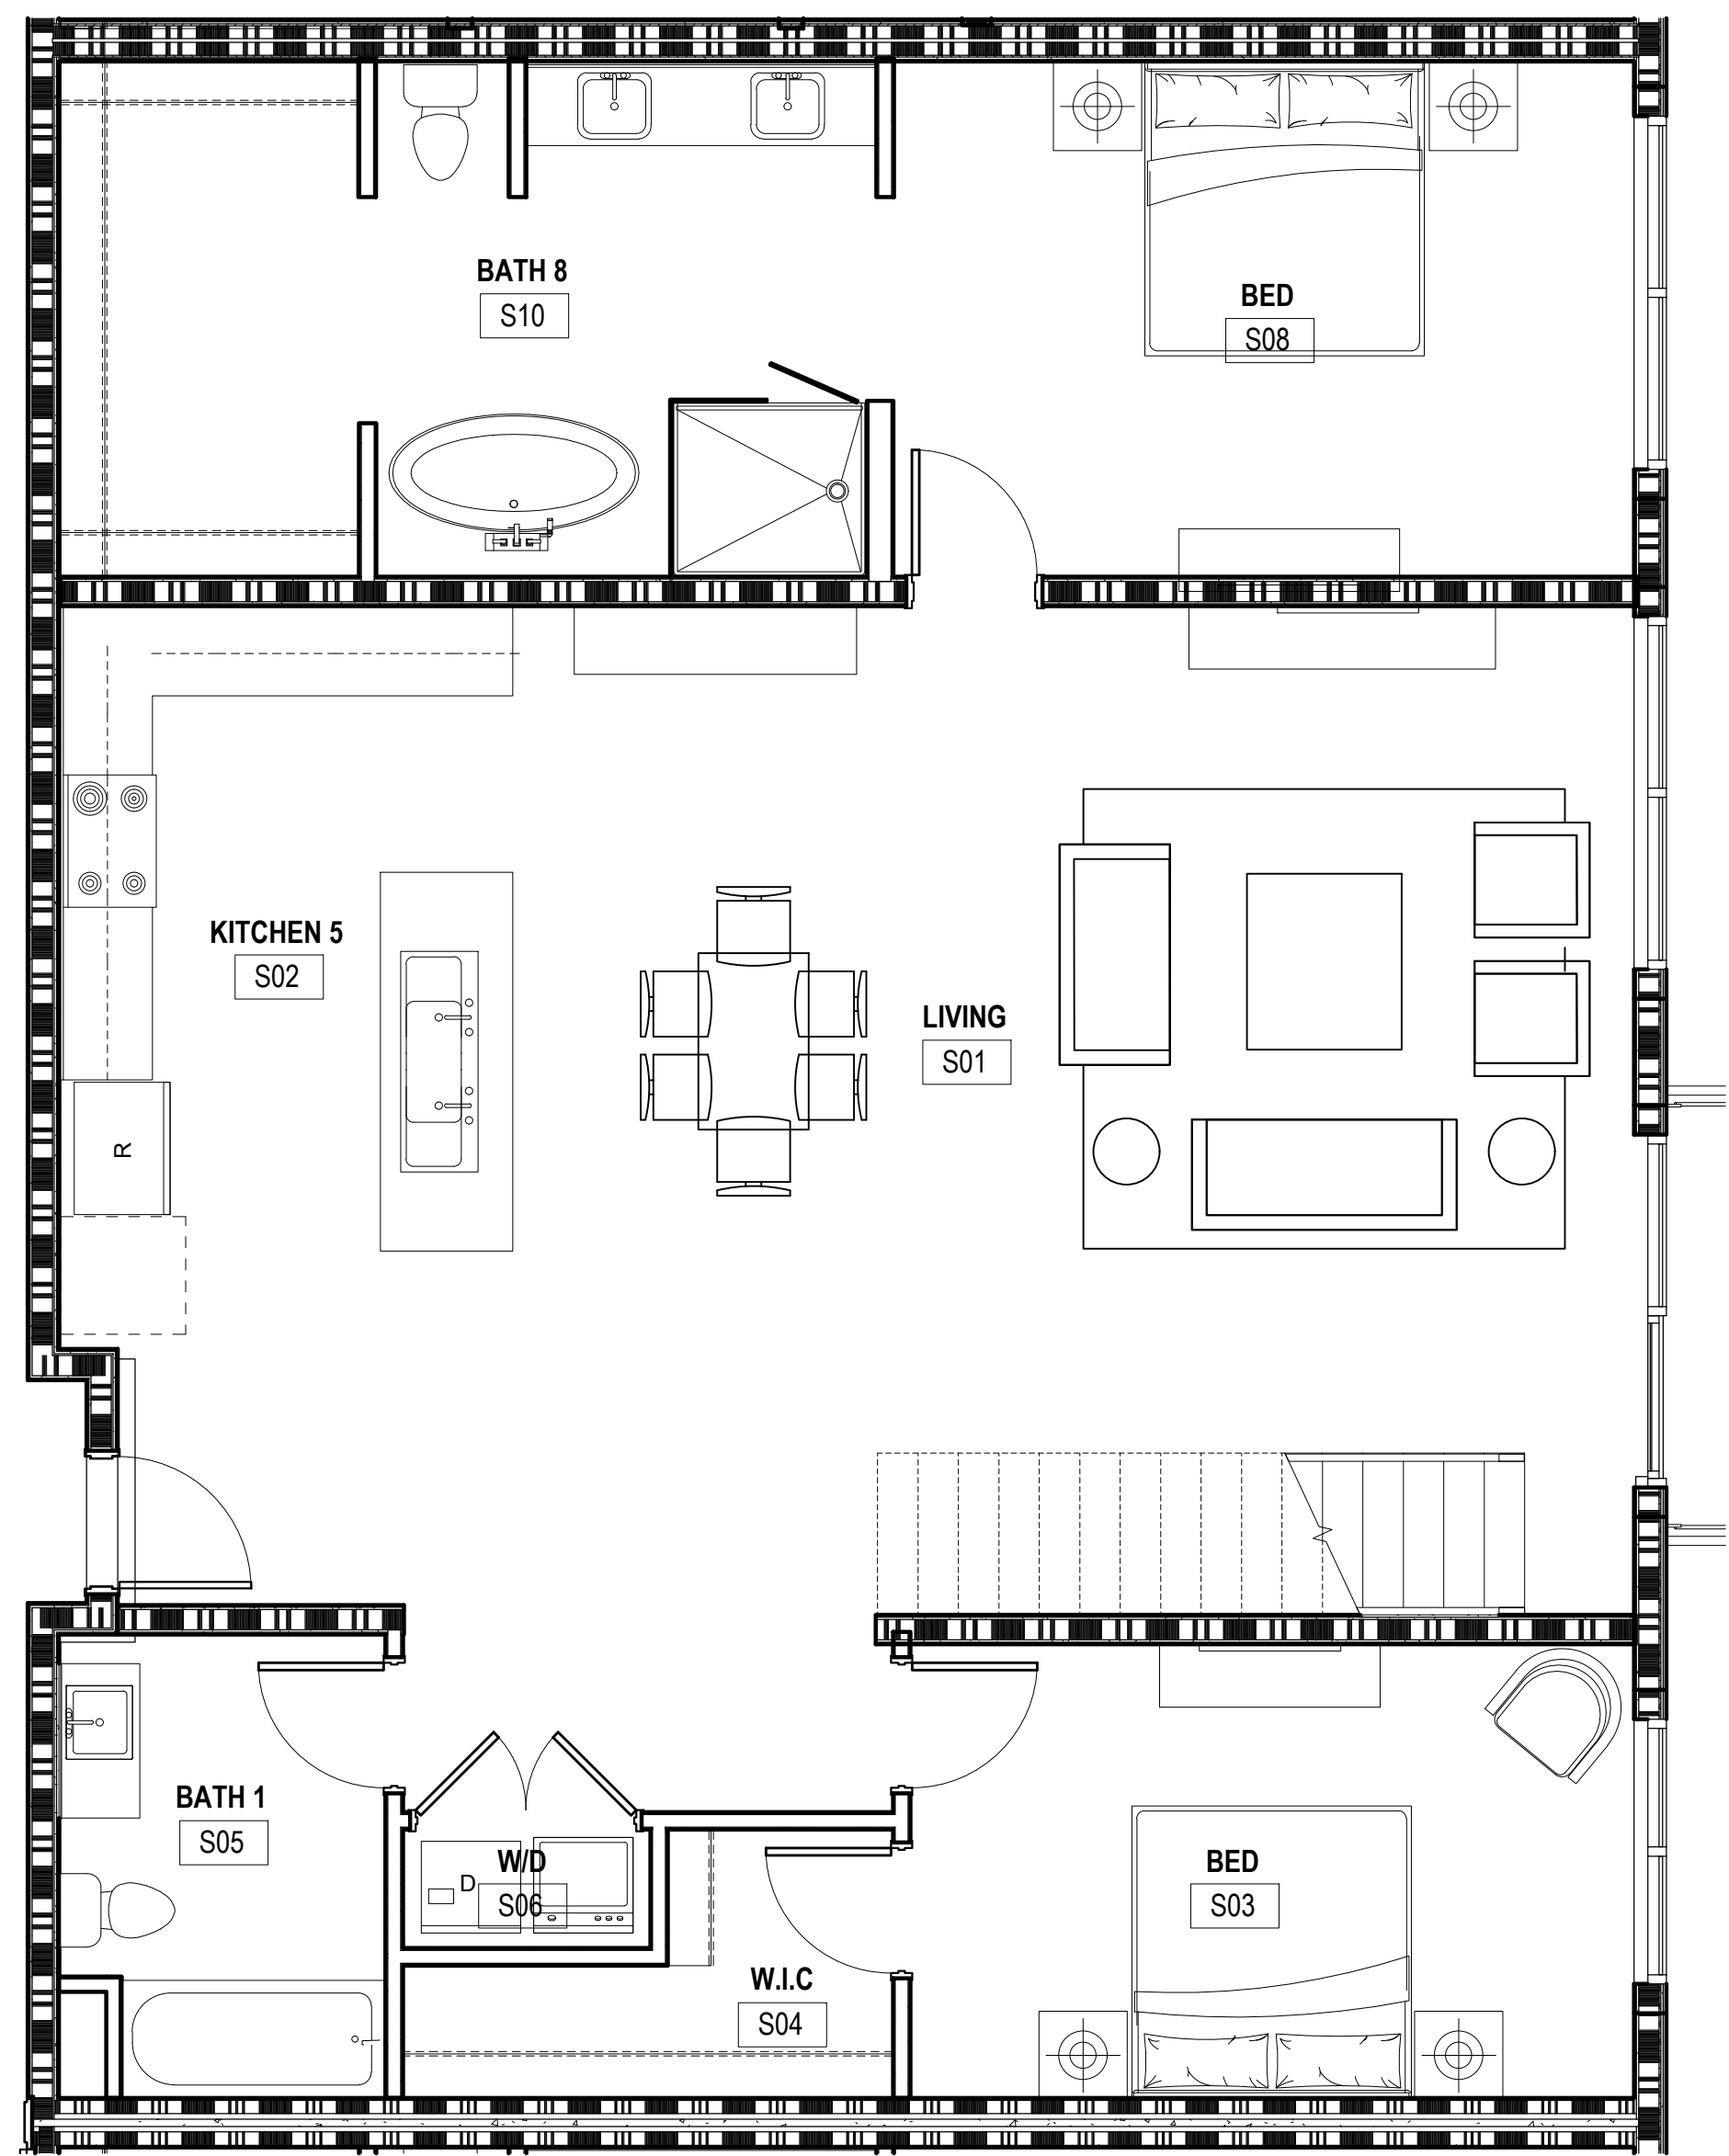 BATH 8
S10
BED
S08
KITCHEN 5
S02
LIVING
S01
R
BATH 1
S05
W/D
D
S06
BED
S03
W.I.C
S04